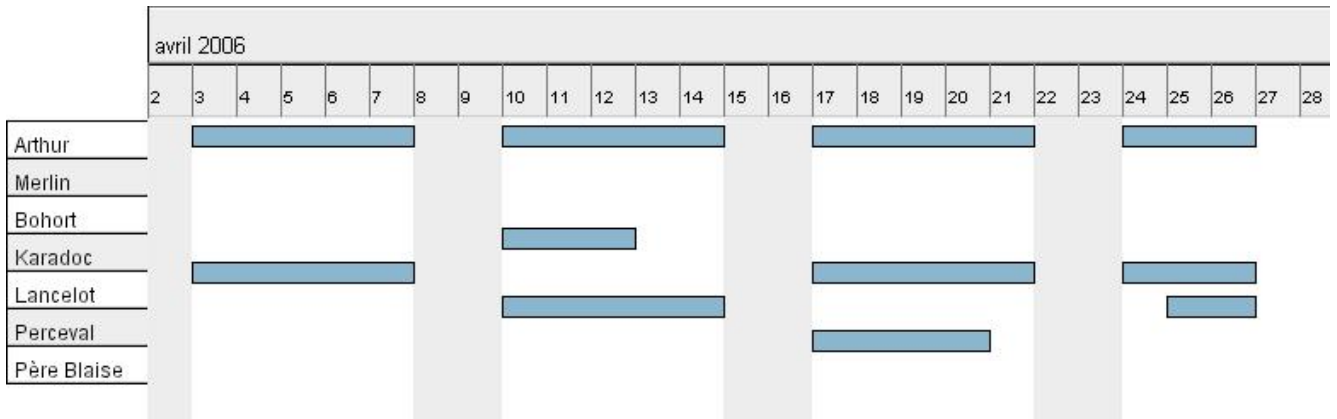 avril 2006
2 3 4 5 6 7 8 9 10 11 12 13 14 15 16 17 18 19 20 21 22 23 24 25 26 27 28
Arthur
Merlin
Bohort
Karadoc
Lancelot
Perceval
Père Blaise